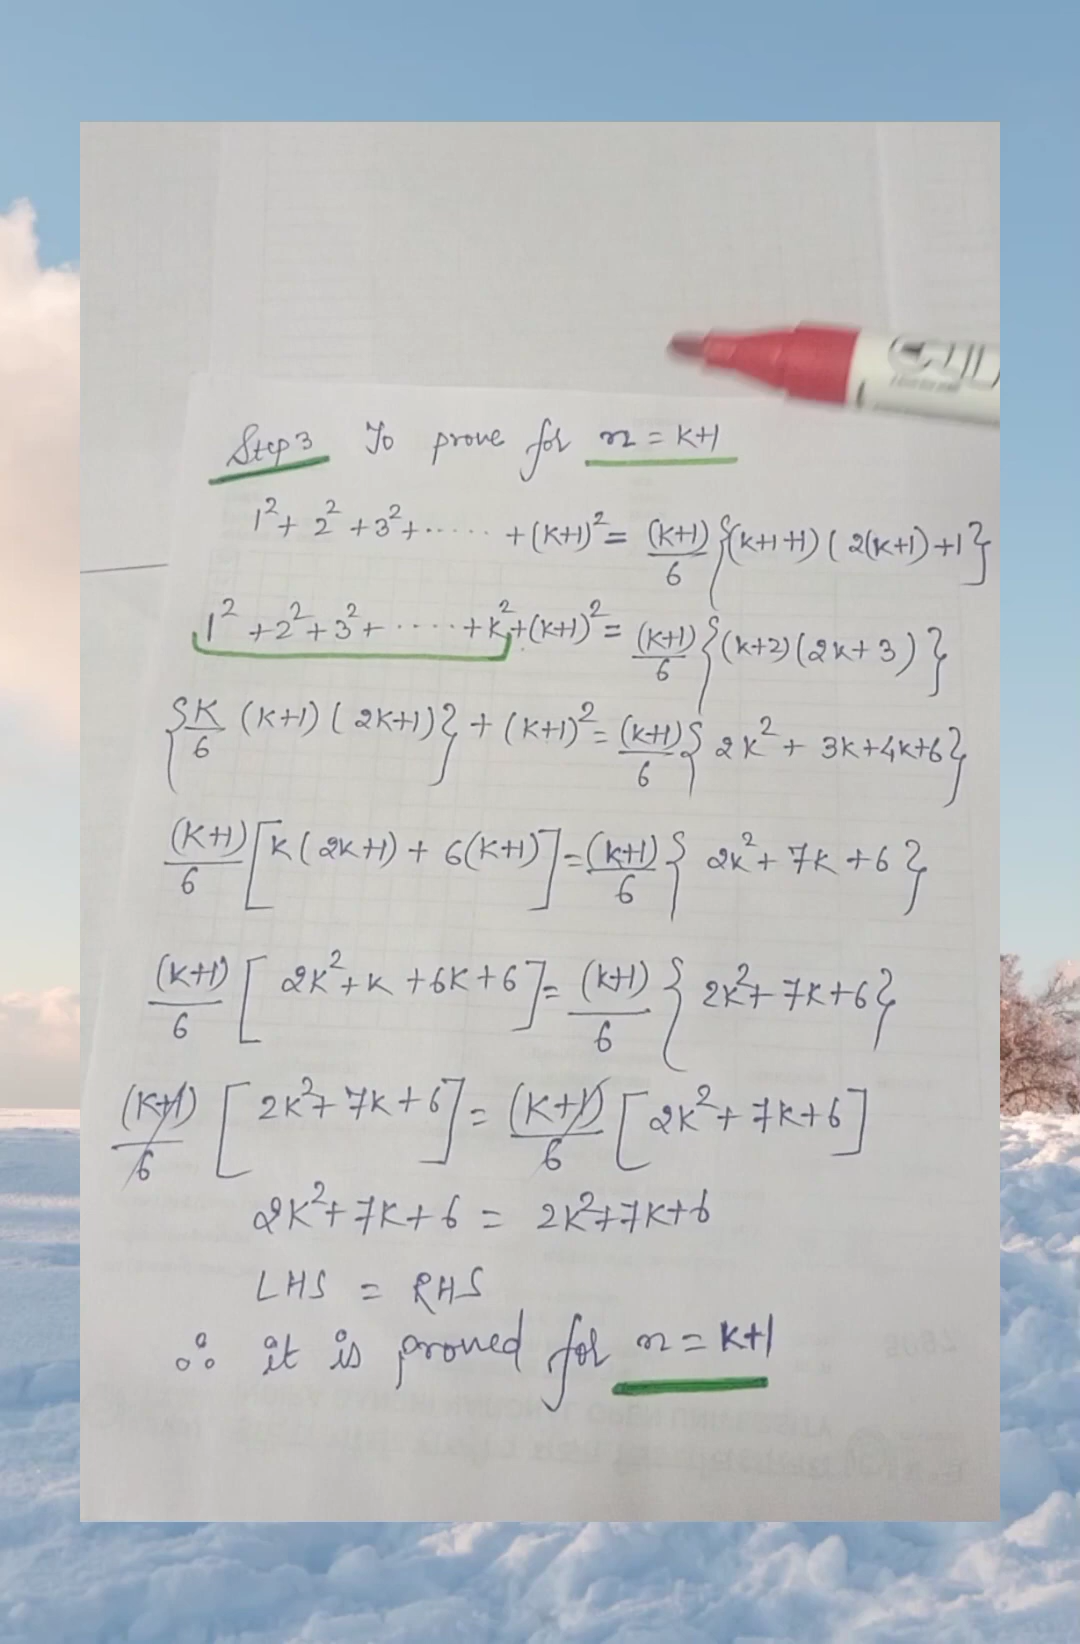 Step 3 To prove for n = k+1
1² + 2² + 3² + ...... + (k+1)² = (k+1)/6 {(k+1+1) ( 2(k+1) +1}
1² + 2² + 3² + ...... + k² + (k+1)² = (k+1)/6 {(k+2) (2k+3) }
{k/6 (k+1) ( 2k+1)} + (k+1)² = (k+1)/6 { 2k² + 3k+4k+6}
(k+1)/6 [k ( 2k+1) + 6(k+1)] = (k+1)/6 { 2k² + 7k + 6 }
(k+1)/6 [ 2k² + k + 6k + 6 ] = (k+1)/6 { 2k² + 7k + 6 }
(k+1)/6 [ 2k² + 7k + 6 ] = (k+1)/6 [ 2k² + 7k + 6 ]
2k² + 7k + 6 = 2k² + 7k + 6
LHS = RHS
∴ it is proved for n = k+1